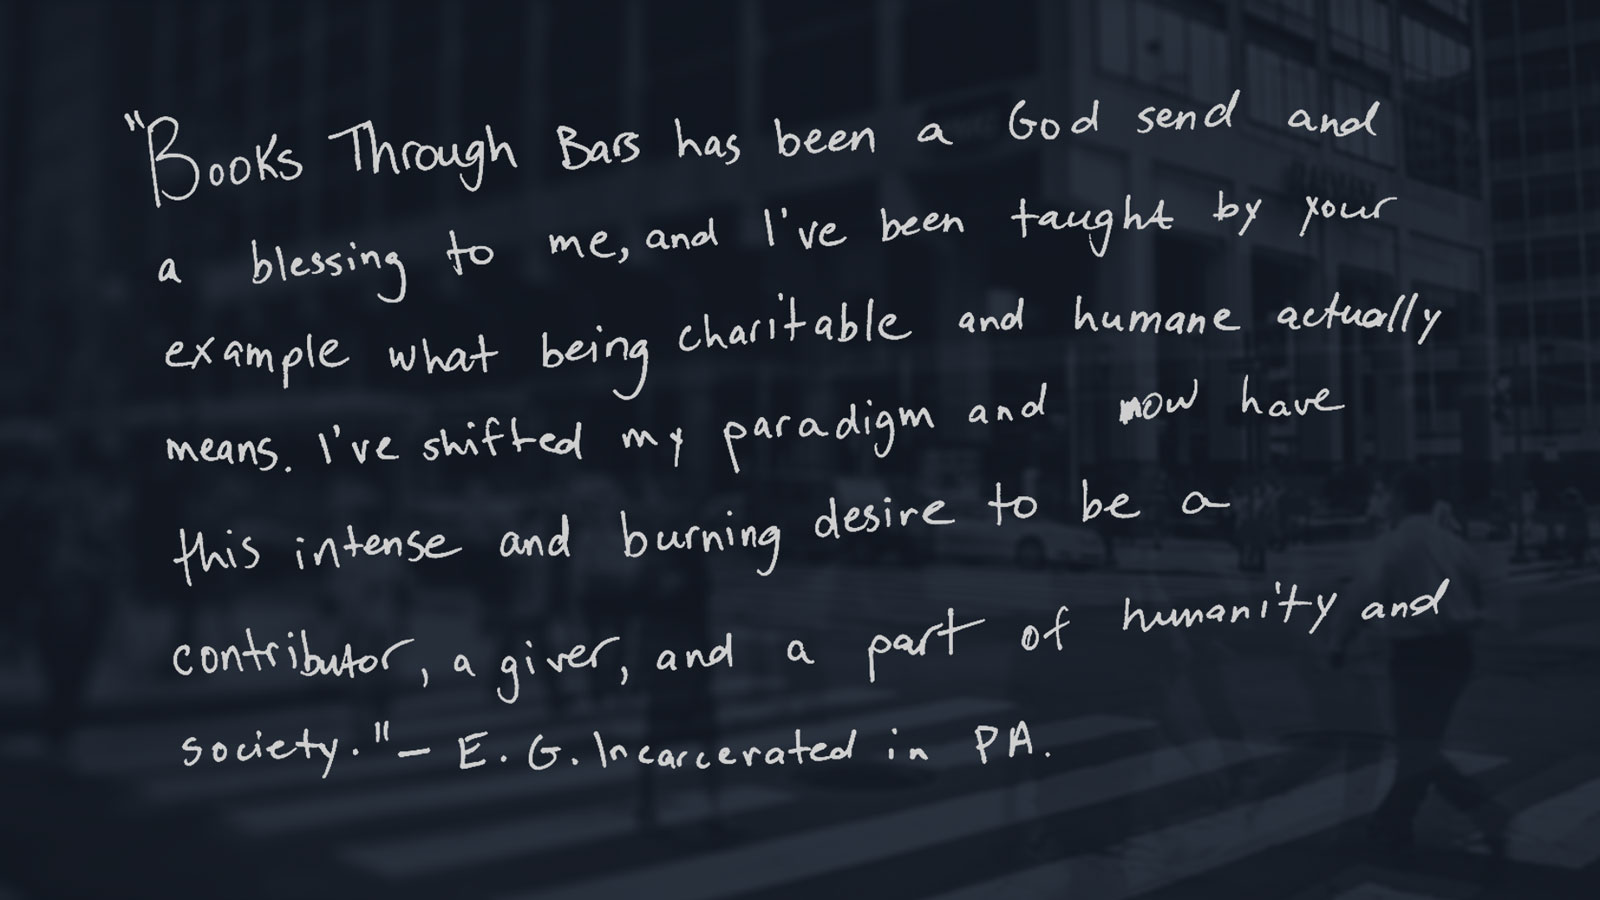 "Books Through Bars has been a God send and
a blessing to me, and I've been taught by your
example what being charitable and humane actually
means. I've shifted my paradigm and now have
this intense and burning desire to be a
contributor, a giver, and a part of humanity and
society." – E. G. Incarcerated in PA.